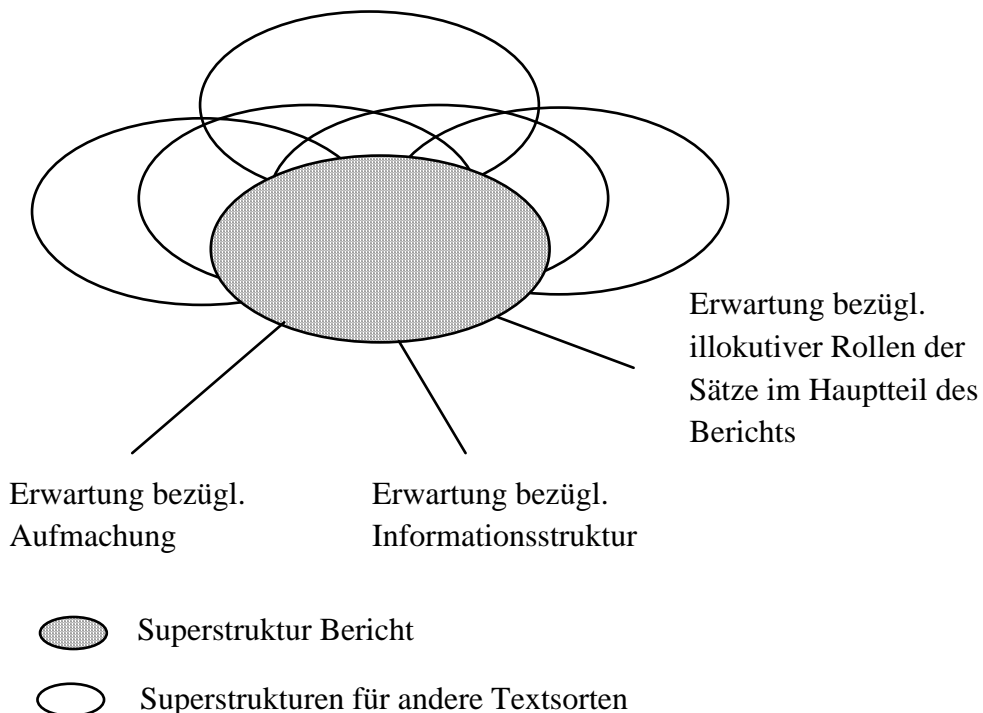 Erwartung bezügl.
illokutiver Rollen der
Sätze im Hauptteil des
Berichts
Erwartung bezügl.
Aufmachung
Erwartung bezügl.
Informationsstruktur
Superstruktur Bericht
Superstrukturen für andere Textsorten